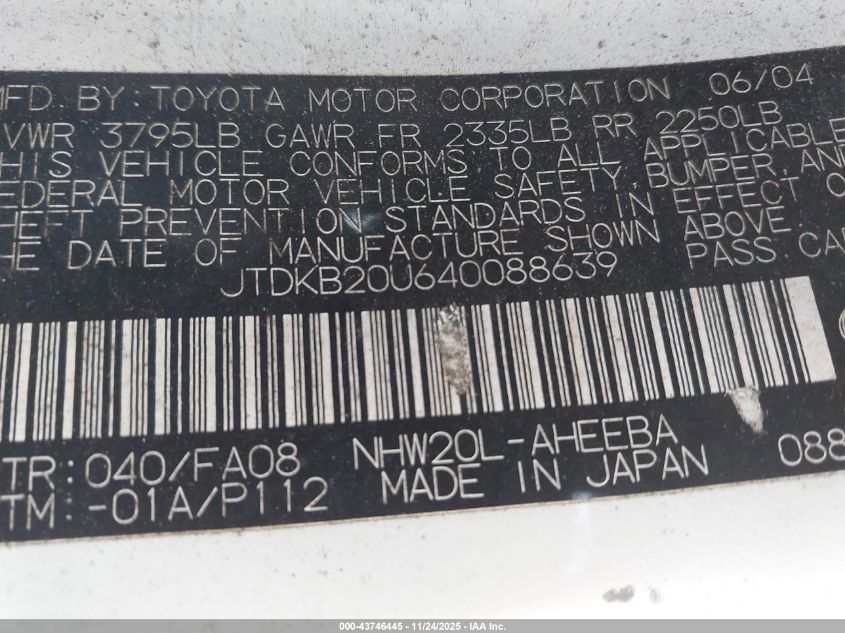 MFD BY: TOYOTA MOTOR CORPORATION 06/04
VWR 3795LB GAWR FR 2335LB RR 2250LB
HIS VEHICLE CONFORMS TO ALL APPLICABLE
EDERAL MOTOR VEHICLE SAFETY, BUMPER, AND
HEFT PREVENTION STANDARDS IN EFFECT O
HE DATE OF MANUFACTURE SHOWN ABOVE
JTDKB20U640088639 PASS. CAR
TR: 040/FA08 NHW20L-AHEEBA
TM: -01A/P112 MADE IN JAPAN 088
000-43746445 - 11/24/2025 - IAA Inc.